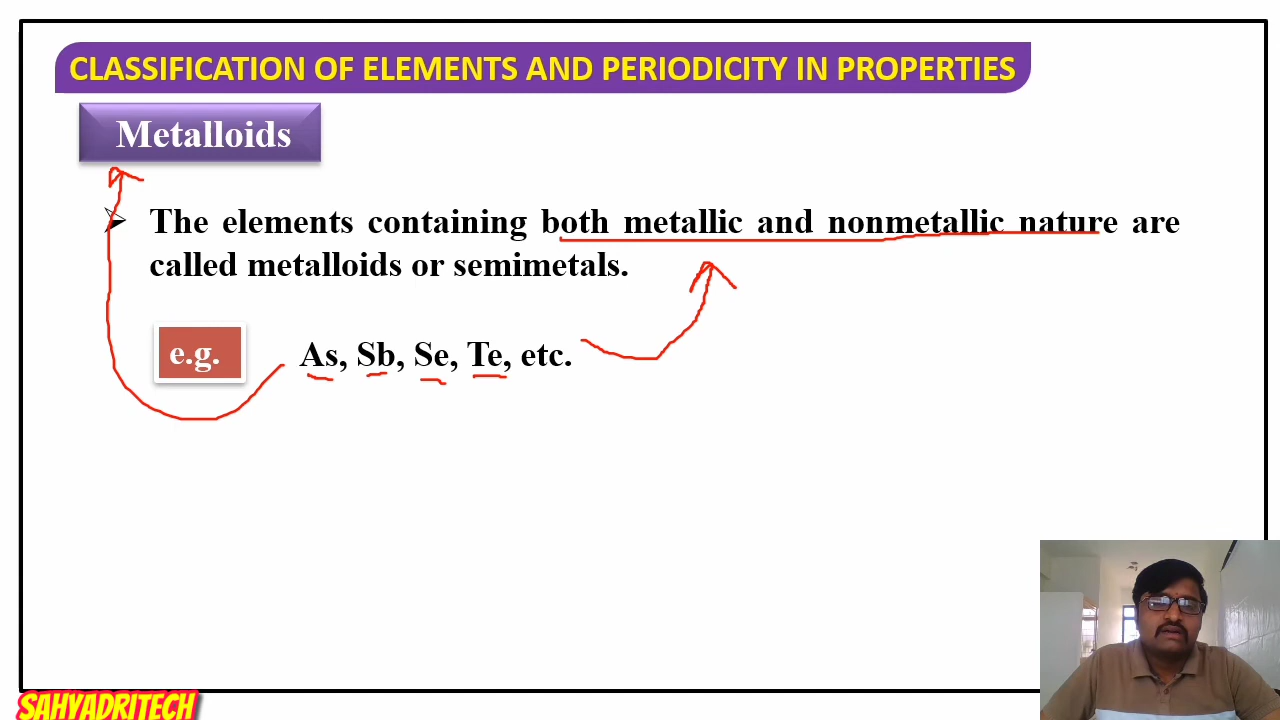 CLASSIFICATION OF ELEMENTS AND PERIODICITY IN PROPERTIES
Metalloids
➢ The elements containing both metallic and nonmetallic nature are
called metalloids or semimetals.
e.g. As, Sb, Se, Te, etc.
SAHYADRITECH